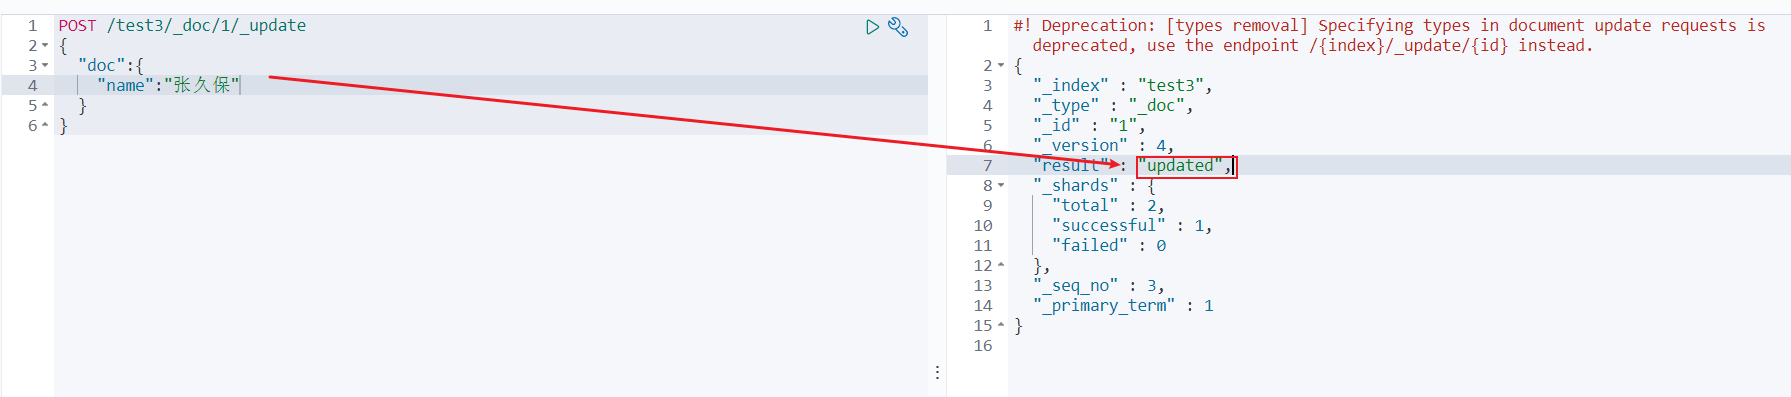 1 POST /test3/_doc/1/_update
2 {
3 "doc":{
4 "name":"张久保"
5 }
6 }
1 #! Deprecation: [types removal] Specifying types in document update requests is
deprecated, use the endpoint /{index}/_update/{id} instead.
2 {
3 "_index" : "test3",
4 "_type" : "_doc",
5 "_id" : "1",
6 "_version" : 4,
7 "result" : "updated",
8 "_shards" : {
9 "total" : 2,
10 "successful" : 1,
11 "failed" : 0
12 },
13 "_seq_no" : 3,
14 "_primary_term" : 1
15 }
16